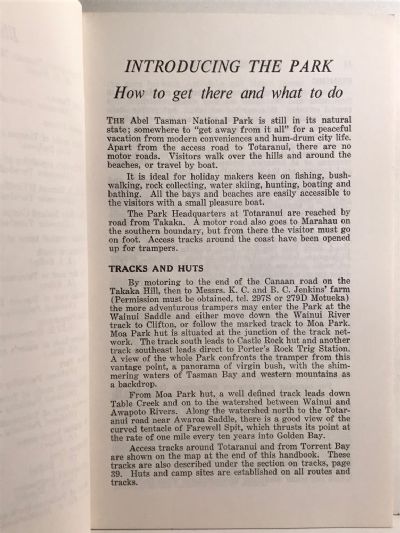 INTRODUCING THE PARK
How to get there and what to do
THE Abel Tasman National Park is still in its natural
state; somewhere to "get away from it all" for a peaceful
vacation from modern conveniences and hum-drum city life.
Apart from the access road to Totaranui, there are no
motor roads. Visitors walk over the hills and around the
beaches, or travel by boat.
It is ideal for holiday makers keen on fishing, bush-
walking, rock collecting, water skiing, hunting, boating and
bathing. All the bays and beaches are easily accessible to
the visitors with a small pleasure boat.
The Park Headquarters at Totaranui are reached by
road from Takaka. A motor road also goes to Marahau on
the southern boundary, but from there the visitor must go
on foot. Access tracks around the coast have been opened
up for trampers.
TRACKS AND HUTS
By motoring to the end of the Canaan road on the
Takaka Hill, then to Messrs. K. C. and B. C. Jenkins' farm
(Permission must be obtained, tel. 297S or 279D Motueka)
the more adventurous trampers may enter the Park at the
Wainui Saddle and either move down the Wainui River
track to Clifton, or follow the marked track to Moa Park.
Moa Park hut is situated at the junction of the track net-
work. The track south leads to Castle Rock hut and another
track southeast leads direct to Porter's Rock Trig Station.
A view of the whole Park confronts the tramper from this
vantage point, a panorama of virgin bush, with the shim-
mering waters of Tasman Bay and western mountains as
a backdrop.
From Moa Park hut, a well defined track leads down
Table Creek and on to the watershed between Wainui and
Awapoto Rivers. Along the watershed north to the Totar-
anui road near Awaroa Saddle, there is a good view of the
curved tentacle of Farewell Spit, which thrusts its point at
the rate of one mile every ten years into Golden Bay.
Access tracks around Totaranui and from Torrent Bay
are shown on the map at the end of this handbook. These
tracks are also described under the section on tracks, page
39. Huts and camp sites are established on all routes and
tracks.